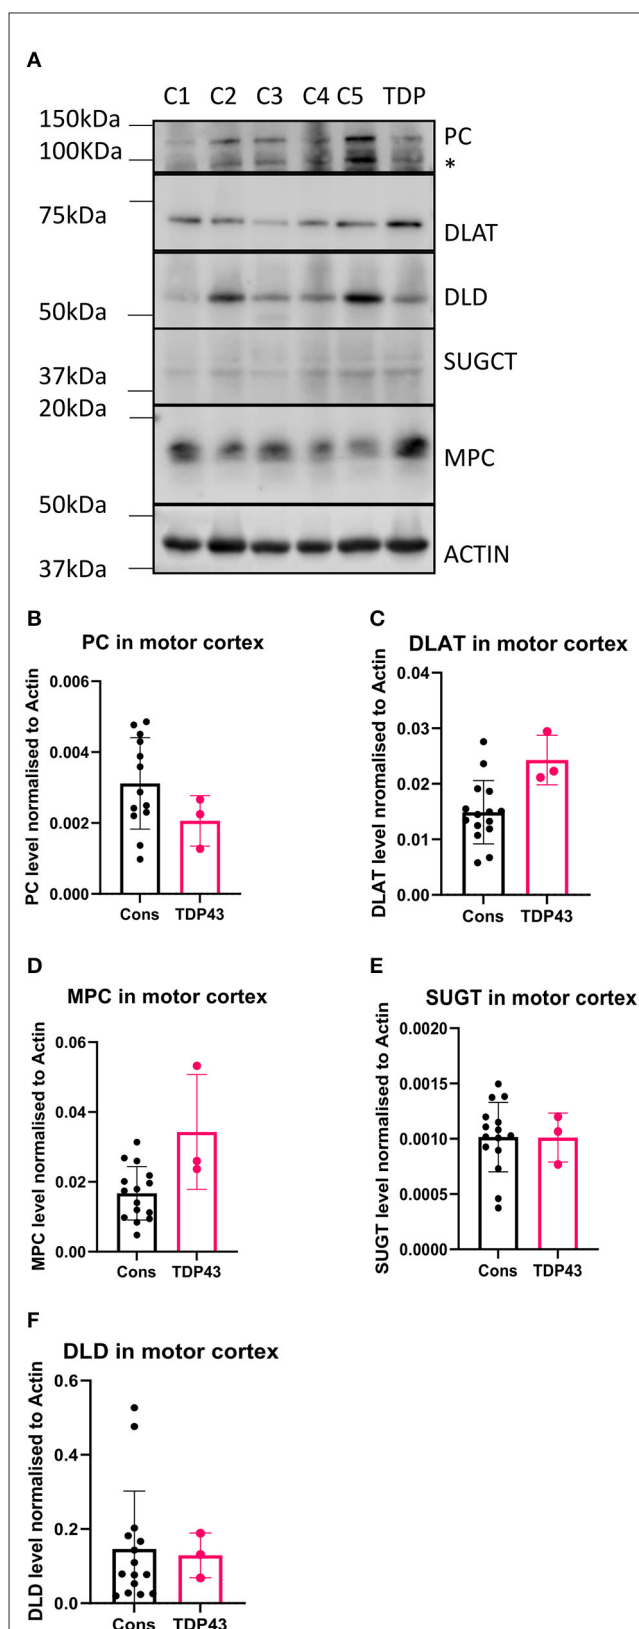 A
C1 C2 C3 C4 C5 TDP
150kDa
PC
100KDa
*
75kDa
DLAT
DLD
50kDa
SUGCT
37kDa
20kDa
MPC
50kDa
ACTIN
37kDa
B
PC in motor cortex
PC level normalised to Actin
0.006
0.004
0.002
0.000
Cons TDP43
C
DLAT in motor cortex
DLAT level nromalised to Actin
0.04
0.03
0.02
0.01
0.00
Cons TDP43
D
MPC in motor cortex
MPC level normalised to Actin
0.06
0.04
0.02
0.00
Cons TDP43
E
SUGT in motor cortex
SUGT level normalised to Actin
0.0020
0.0015
0.0010
0.0005
0.0000
Cons TDP43
F
DLD in motor cortex
DLD level normalised to Actin
0.6
0.4
0.2
0.0
Cons TDP43